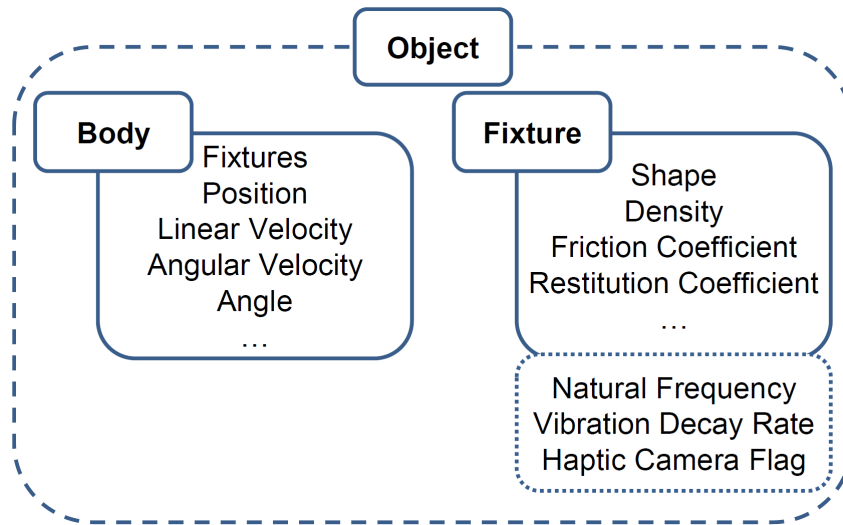 Object
Body
Fixtures
Position
Linear Velocity
Angular Velocity
Angle
…
Fixture
Shape
Density
Friction Coefficient
Restitution Coefficient
…
Natural Frequency
Vibration Decay Rate
Haptic Camera Flag